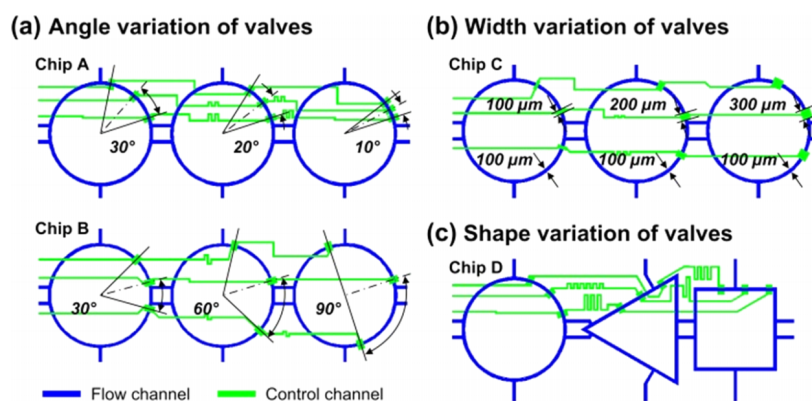 (a) Angle variation of valves
Chip A
30°
20°
10°
Chip B
30°
60°
90°
Flow channel
Control channel
(b) Width variation of valves
Chip C
100 μm
200 μm
300 μm
100 μm
100 μm
100 μm
(c) Shape variation of valves
Chip D